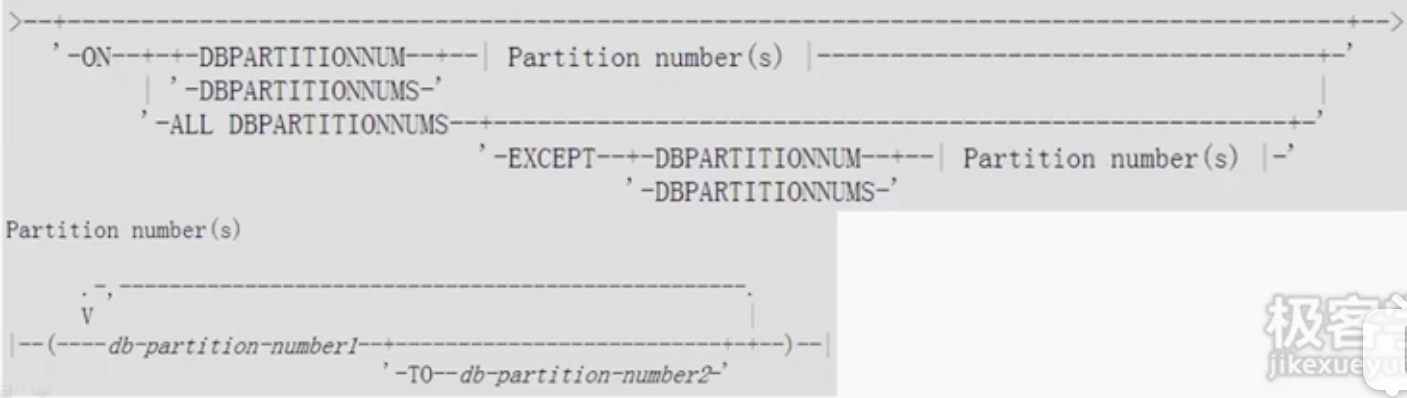 >--+-----------------------------------------------------------------------------------------+-->
'-ON--+-+-DBPARTITIONNUM--+--| Partition number(s) |-----------------------------------+-'
| '-DBPARTITIONNUMS-' |
'-ALL DBPARTITIONNUMS--+--------------------------------------------------------+-'
'-EXCEPT--+-DBPARTITIONNUM--+--| Partition number(s) |-'
'-DBPARTITIONNUMS-'
Partition number(s)
.-,--------------------------------------------------.
V |
|--(----db-partition-number1--+--------------------------+-+--)--|
'-TO--db-partition-number2-'
极客学
jikexueyu